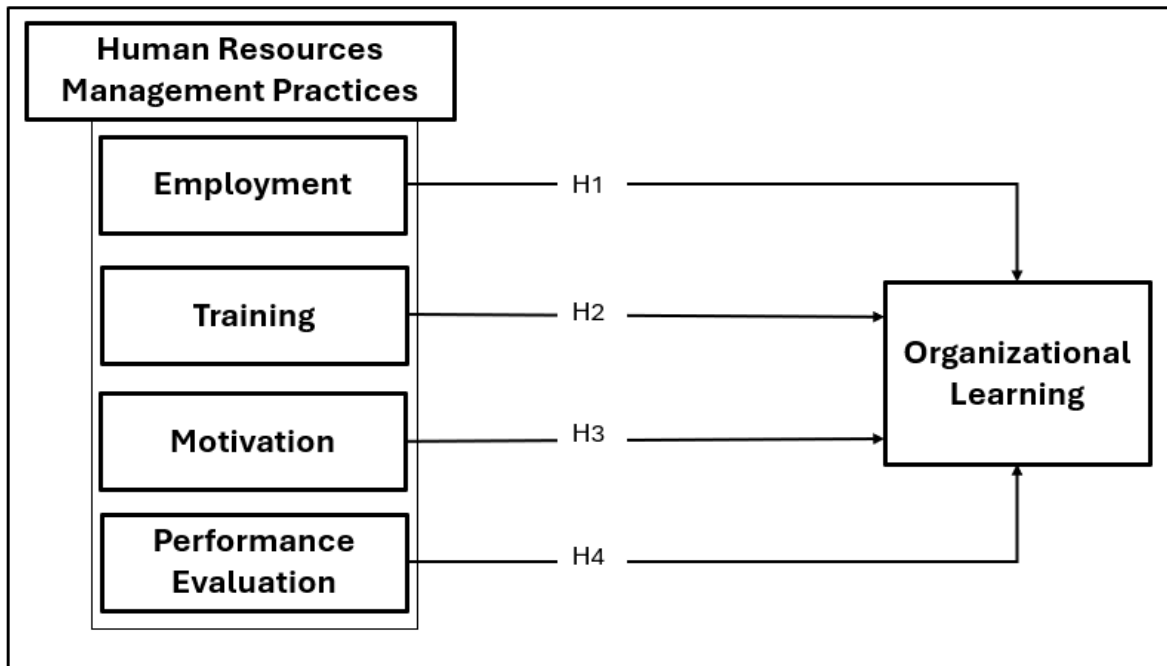 Human Resources
Management Practices
Employment
H1
Training
H2
Organizational
Learning
Motivation
H3
Performance
Evaluation
H4